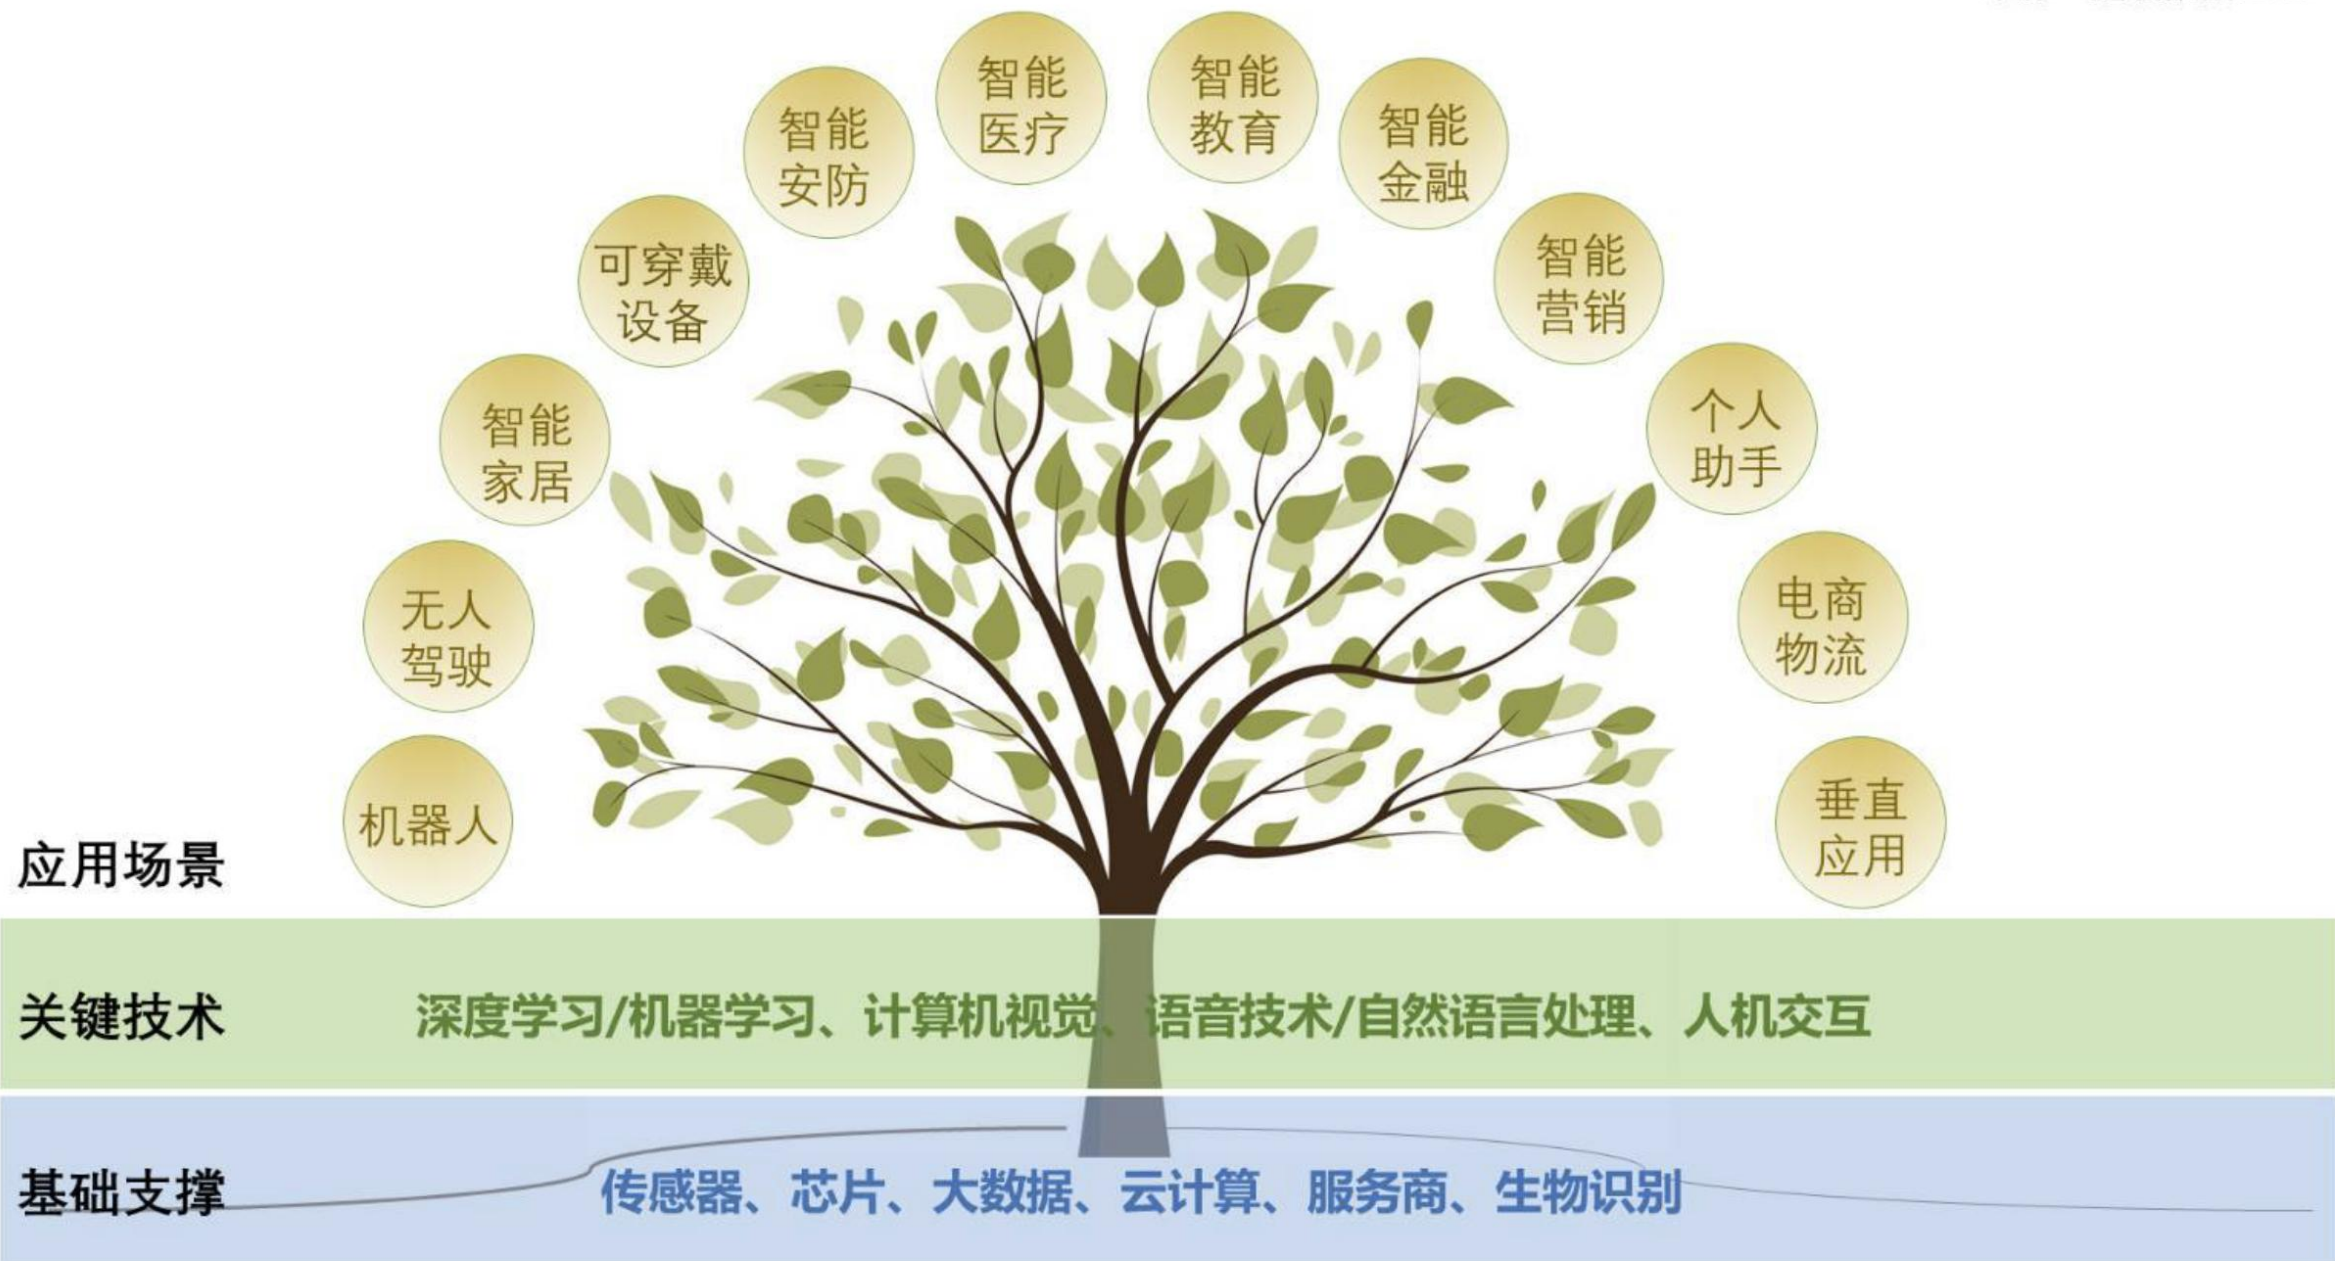 智能
医疗
智能
教育
智能
安防
智能
金融
可穿戴
设备
智能
营销
智能
家居
个人
助手
无人
驾驶
电商
物流
机器人
垂直
应用
应用场景
关键技术
深度学习/机器学习、计算机视觉、语音技术/自然语言处理、人机交互
基础支撑
传感器、芯片、大数据、云计算、服务商、生物识别